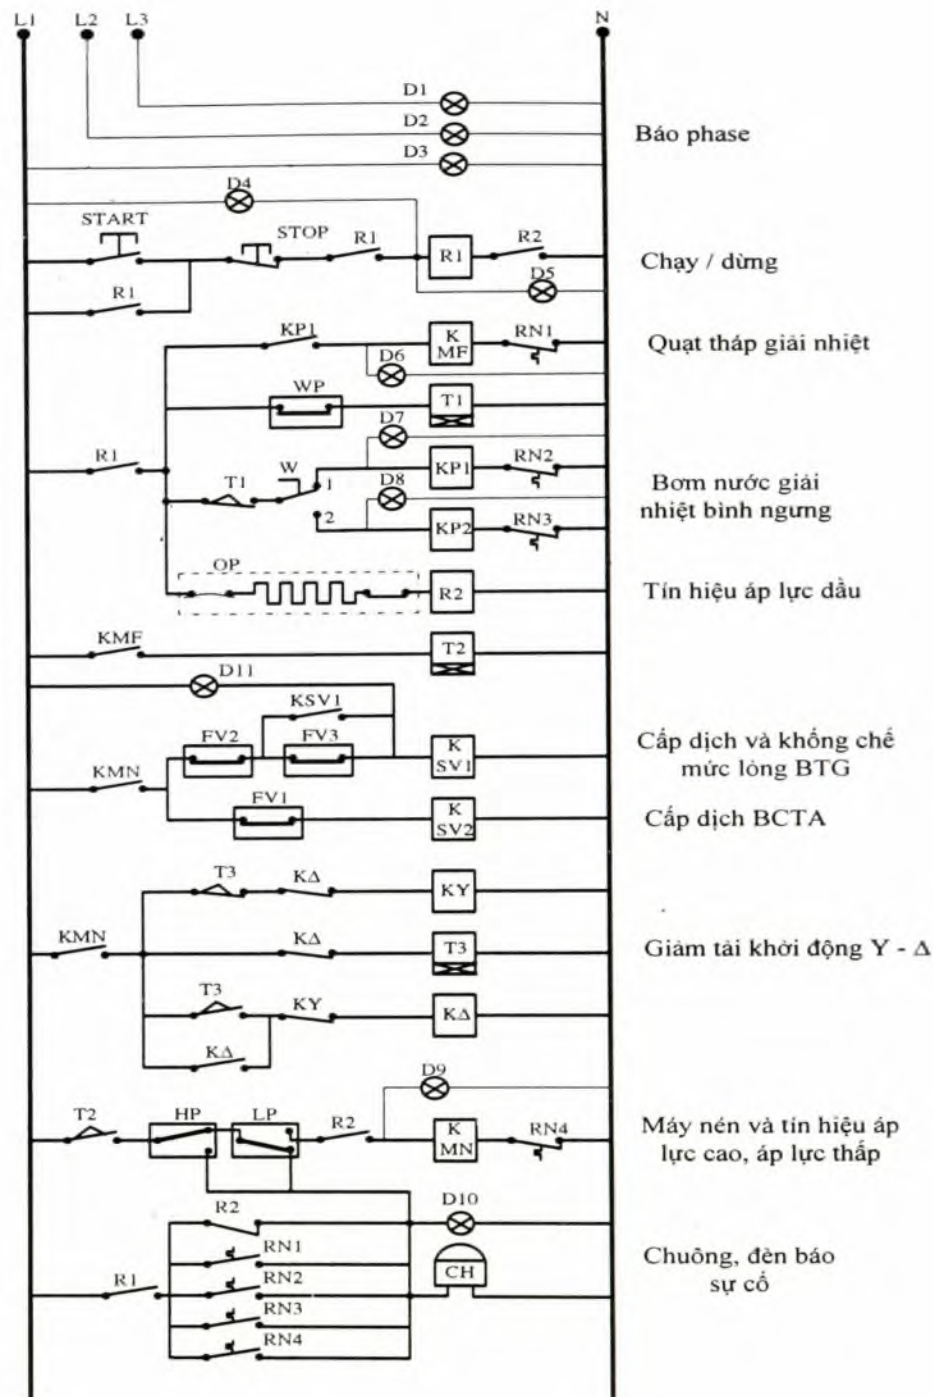 L1 L2 L3 N
D1
D2
Báo phase
D3
D4
START
STOP R1 R1 R2
Chạy / dừng
D5
R1
KP1 K MF RN1
Quạt tháp giải nhiệt
D6
WP T1
D7
R1 T1 W 1 KP1 RN2
Bơm nước giải
nhiệt bình ngưng
D8
2 KP2 RN3
OP R2
Tín hiệu áp lực dầu
KMF T2
D11
KSV1
FV2 FV3 K SV1
Cấp dịch và khống chế
mức lỏng BTG
KMN
FV1 K SV2
Cấp dịch BCTA
T3 KΔ KY
KMN KΔ T3
Giảm tải khởi động Y - Δ
T3 KY KΔ
KΔ
D9
T2 HP LP R2 K MN RN4
Máy nén và tín hiệu áp
lực cao, áp lực thấp
R2 D10
RN1
Chuông, đèn báo
sự cố
R1 RN2 CH
RN3
RN4